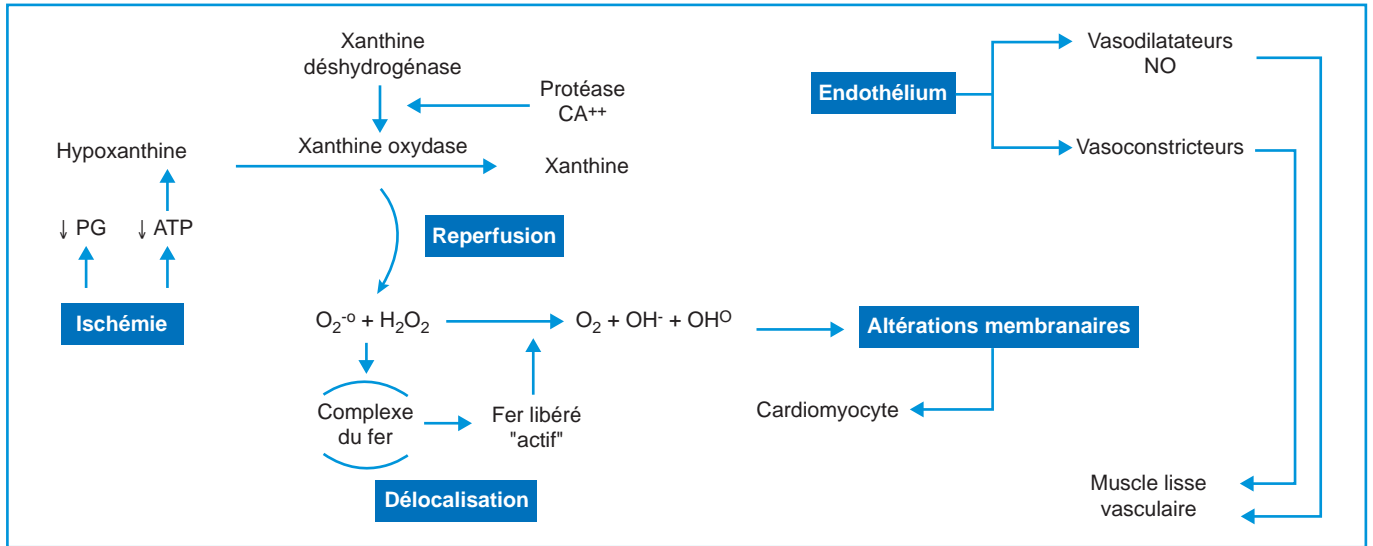 Xanthine
déshydrogénase
Protéase
CA++
Hypoxanthine
Xanthine oxydase
Xanthine
↓ PG
↓ ATP
Reperfusion
Ischémie
O2-o + H2O2
O2 + OH- + OHO
Altérations membranaires
Complexe
du fer
Fer libéré
"actif"
Cardiomyocyte
Délocalisation
Endothélium
Vasodilatateurs
NO
Vasoconstricteurs
Muscle lisse
vasculaire